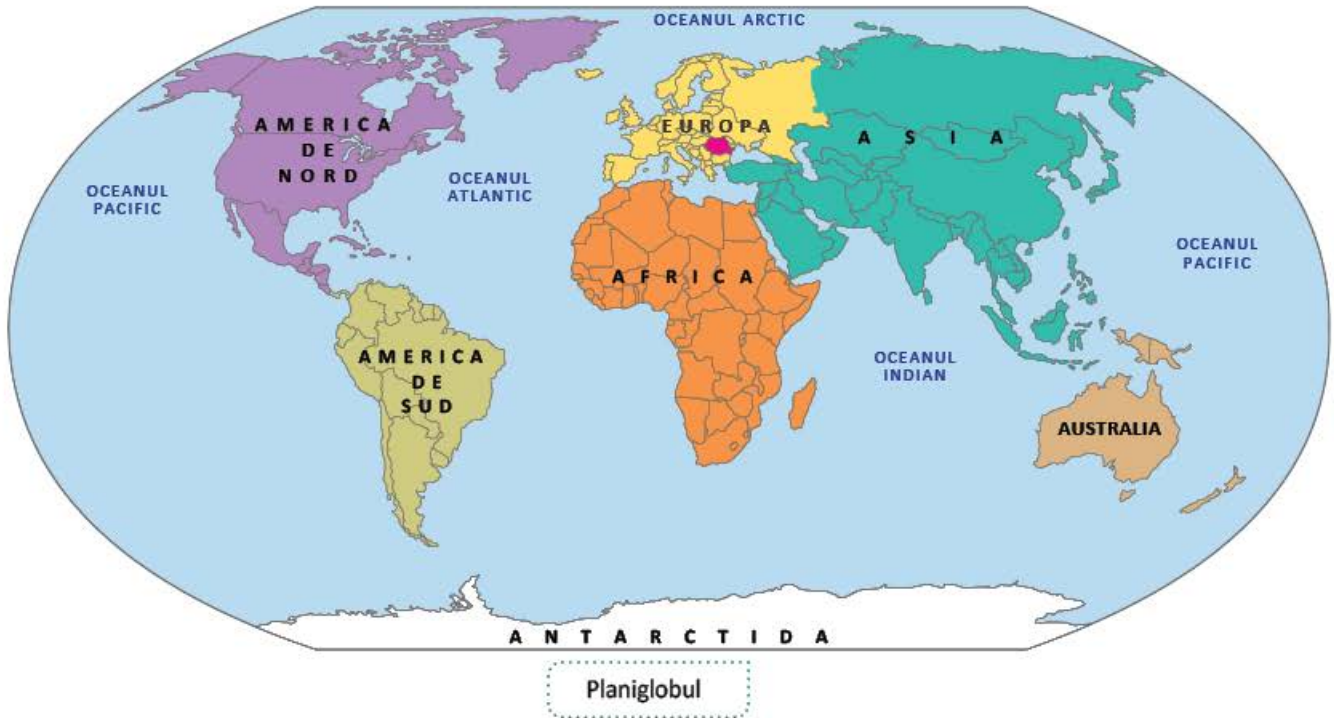 OCEANUL ARCTIC
AMERICA
DE
NORD
EUROPA
ASIA
OCEANUL
PACIFIC
OCEANUL
ATLANTIC
OCEANUL
PACIFIC
AFRICA
AMERICA
DE
SUD
OCEANUL
INDIAN
AUSTRALIA
ANTARCTIDA
Planiglobul